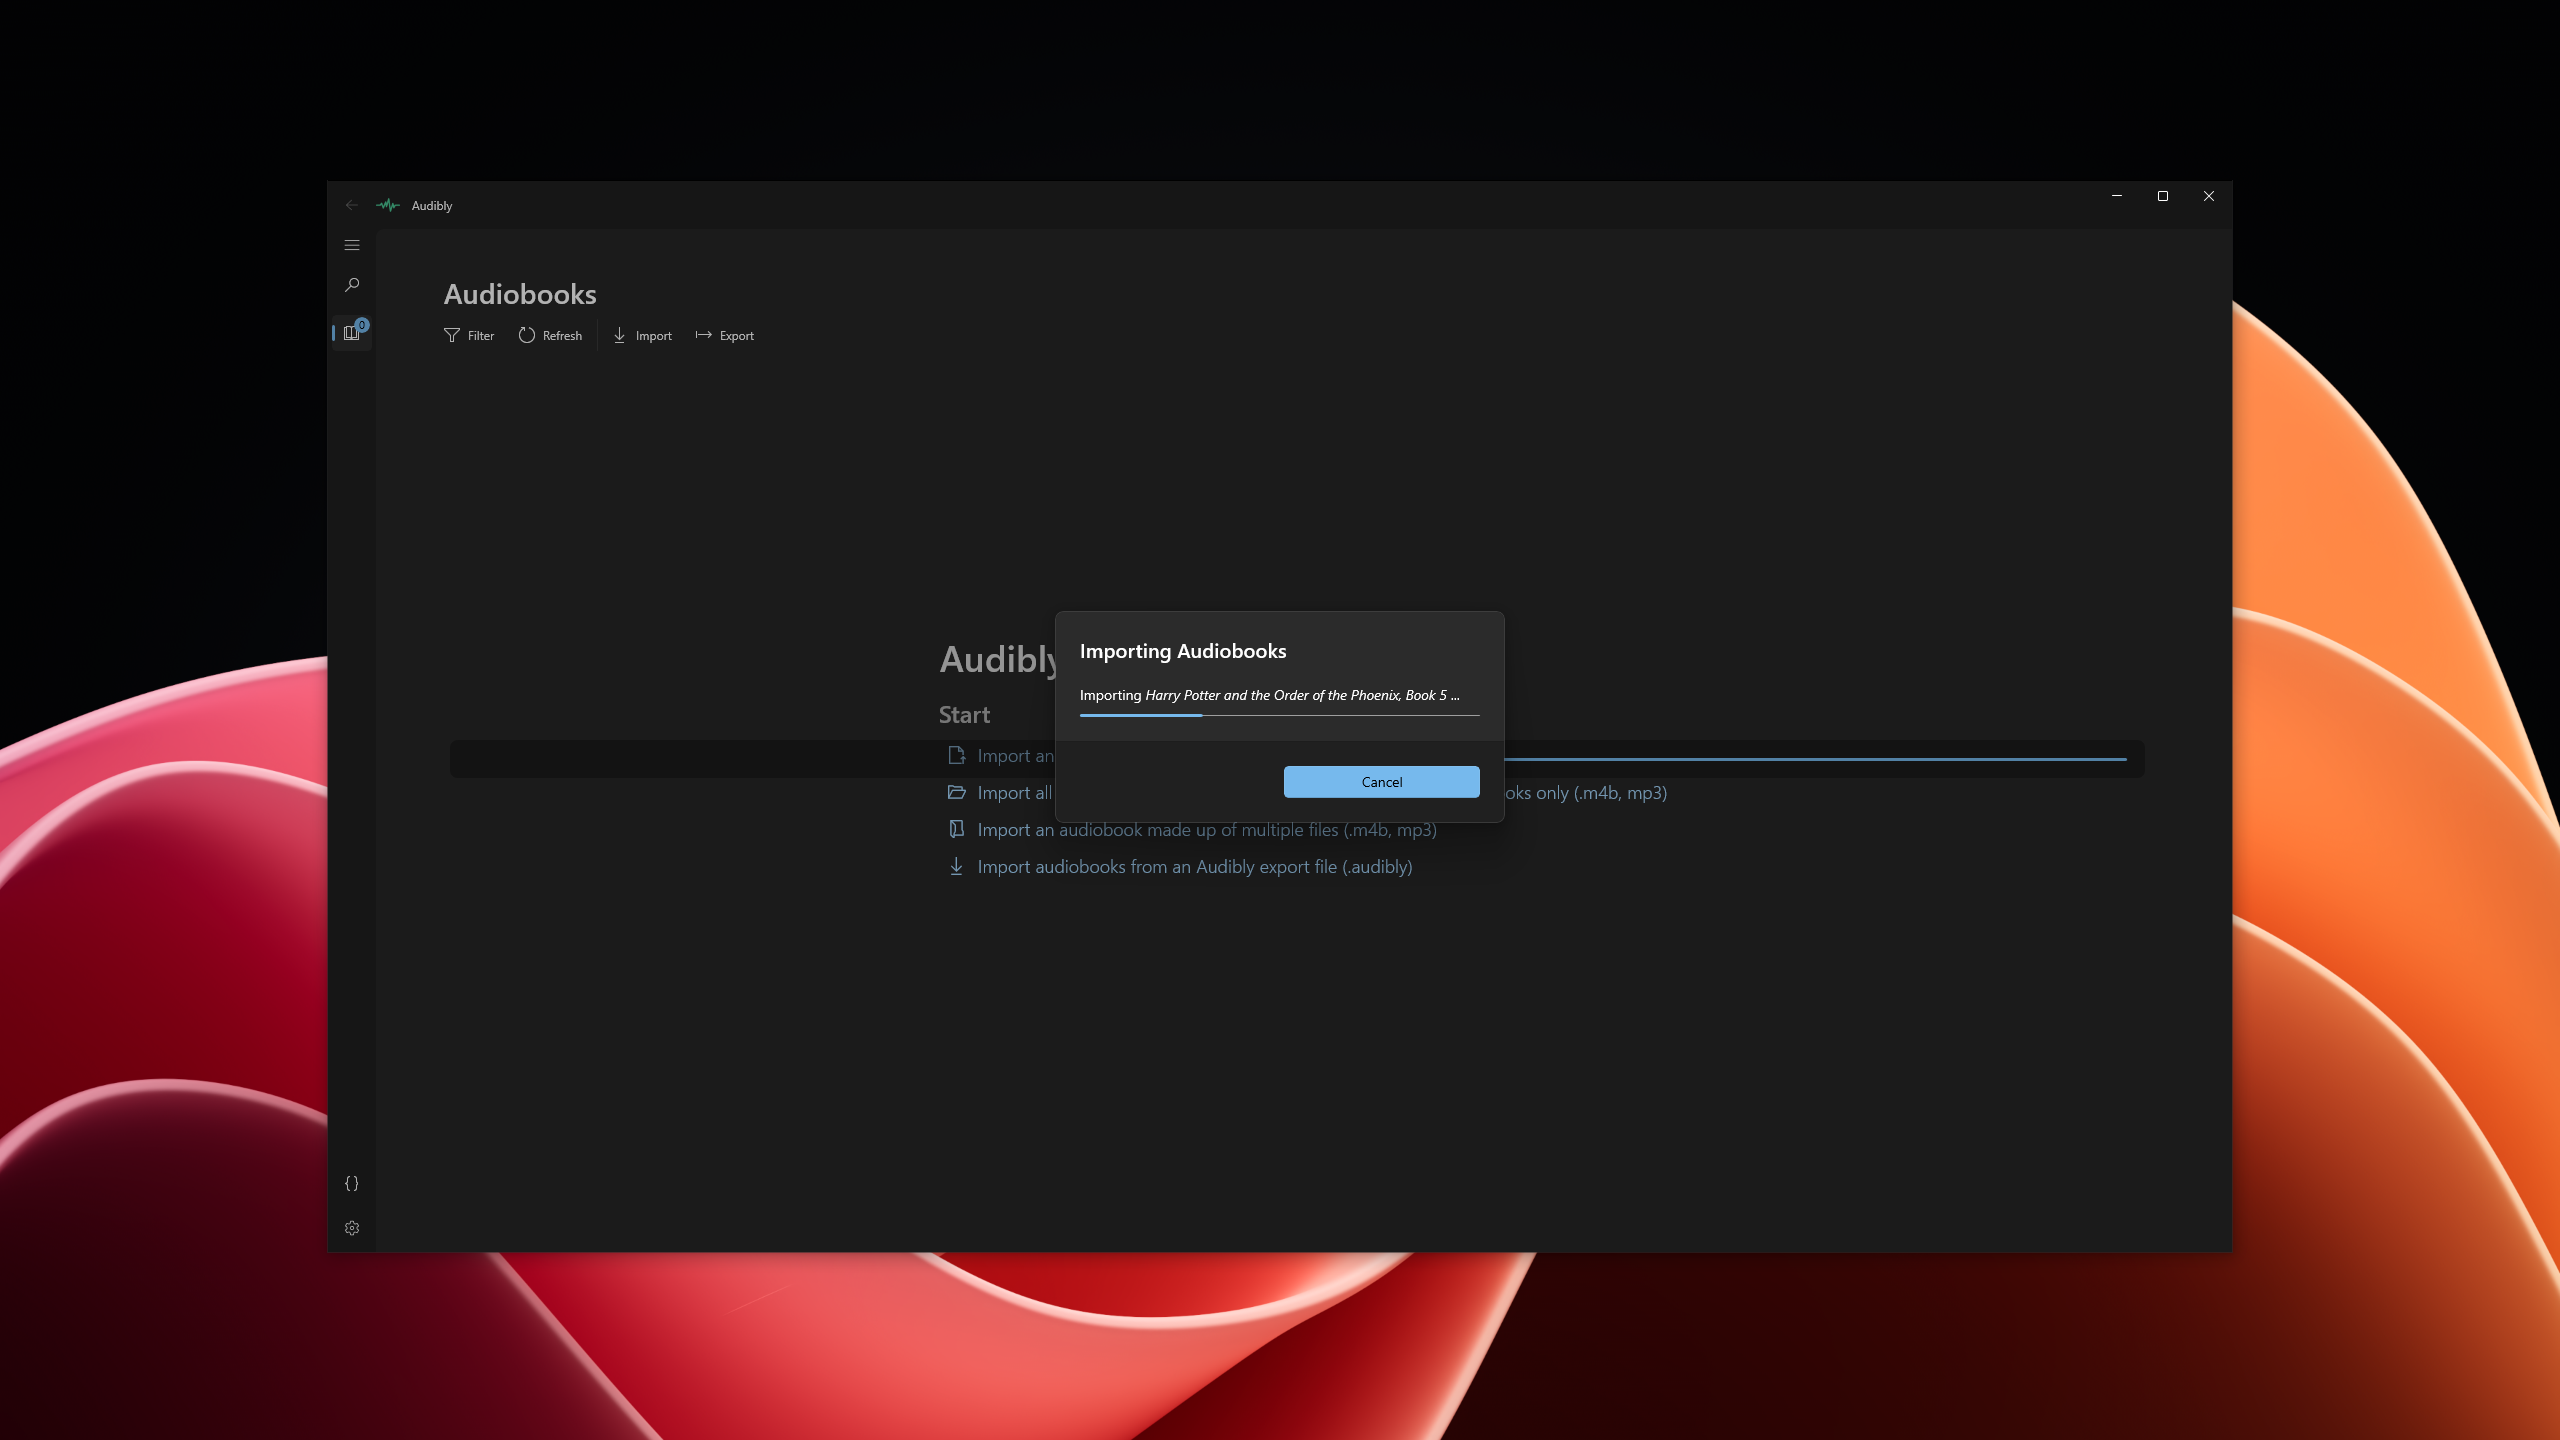 Audibly
Audiobooks
0
Filter Refresh Import Export
Audibly
Start
Importing Audiobooks
Importing Harry Potter and the Order of the Phoenix, Book 5 ...
Cancel
Import an
Import all oks only (.m4b, mp3)
Import an audiobook made up of multiple files (.m4b, mp3)
Import audiobooks from an Audibly export file (.audibly)
{}